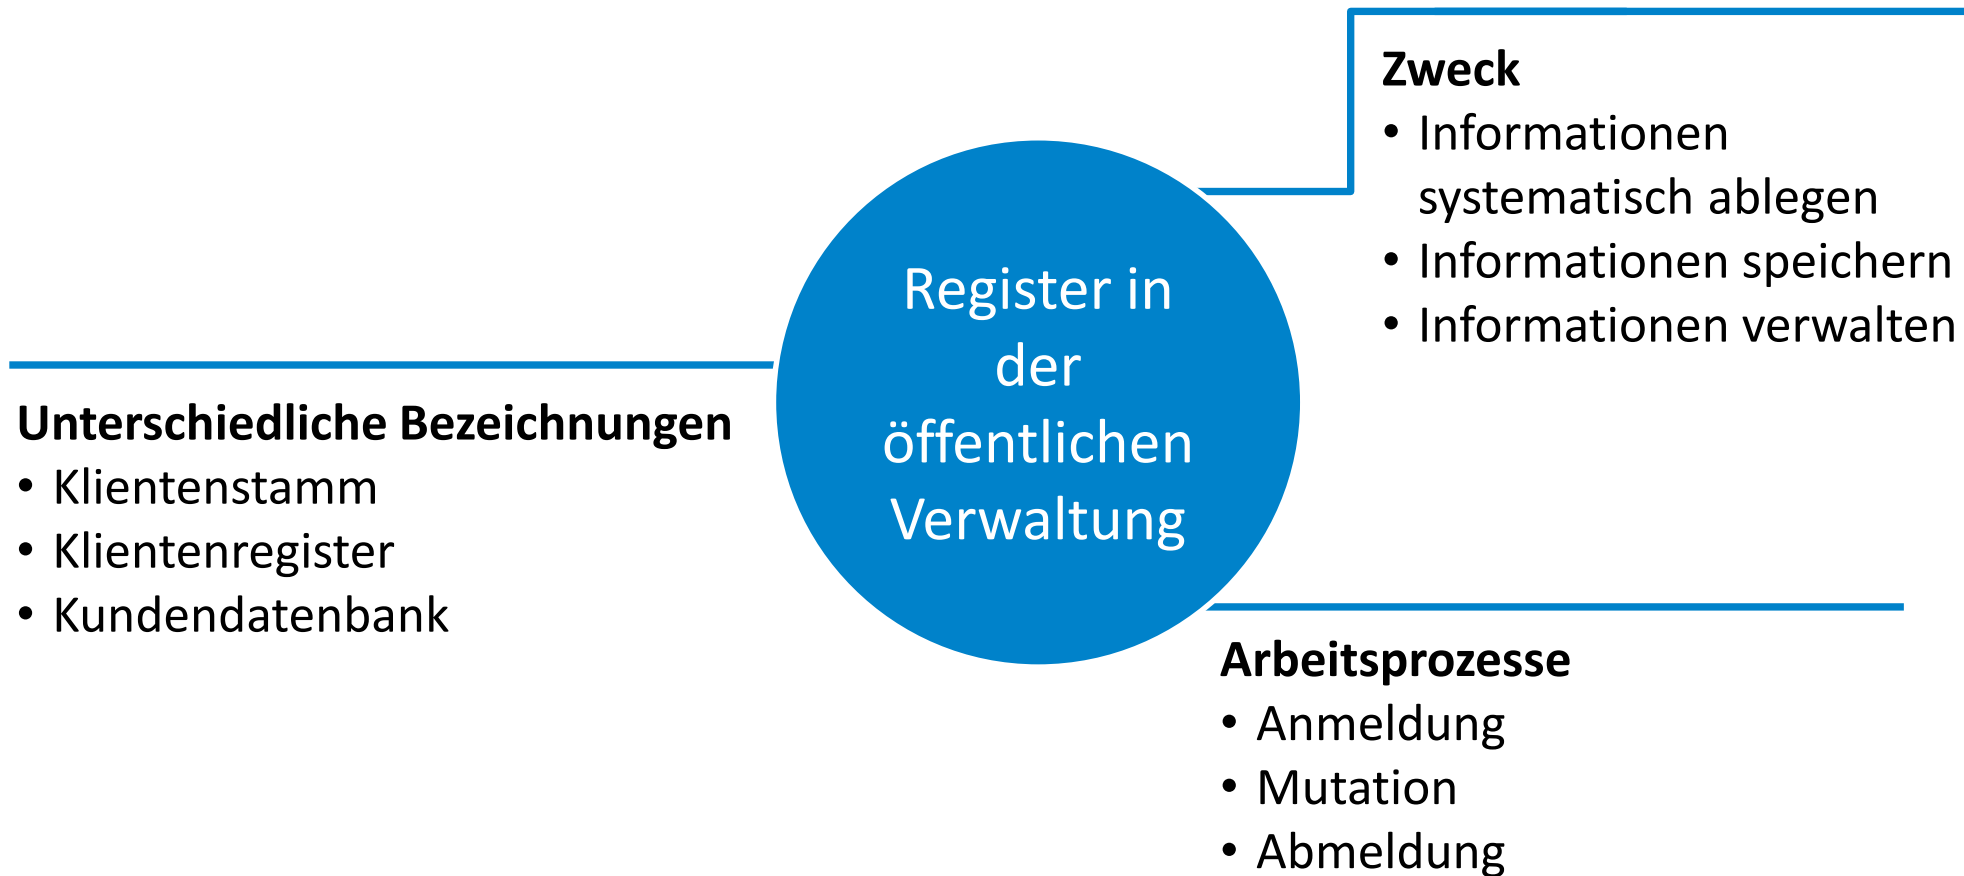 Zweck
• Informationen
systematisch ablegen
• Informationen speichern
• Informationen verwalten
Register in
der
öffentlichen
Verwaltung
Unterschiedliche Bezeichnungen
• Klientenstamm
• Klientenregister
• Kundendatenbank
Arbeitsprozesse
• Anmeldung
• Mutation
• Abmeldung